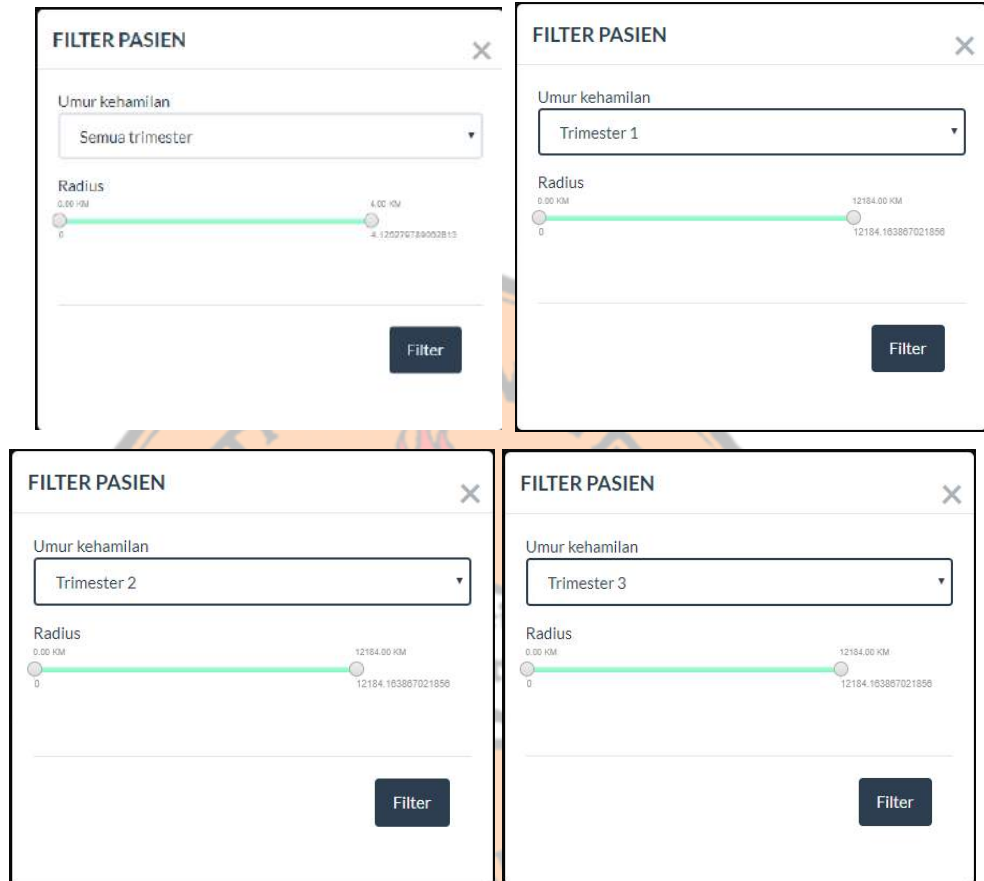 FILTER PASIEN
×
Umur kehamilan
Semua trimester
Radius
0.00 KM 4.00 KM
0 4.126279789062813
Filter
FILTER PASIEN
×
Umur kehamilan
Trimester 1
Radius
0.00 KM 12184.00 KM
0 12184.163867021856
Filter
FILTER PASIEN
×
Umur kehamilan
Trimester 2
Radius
0.00 KM 12184.00 KM
0 12184.163867021856
Filter
FILTER PASIEN
×
Umur kehamilan
Trimester 3
Radius
0.00 KM 12184.00 KM
0 12184.163867021856
Filter